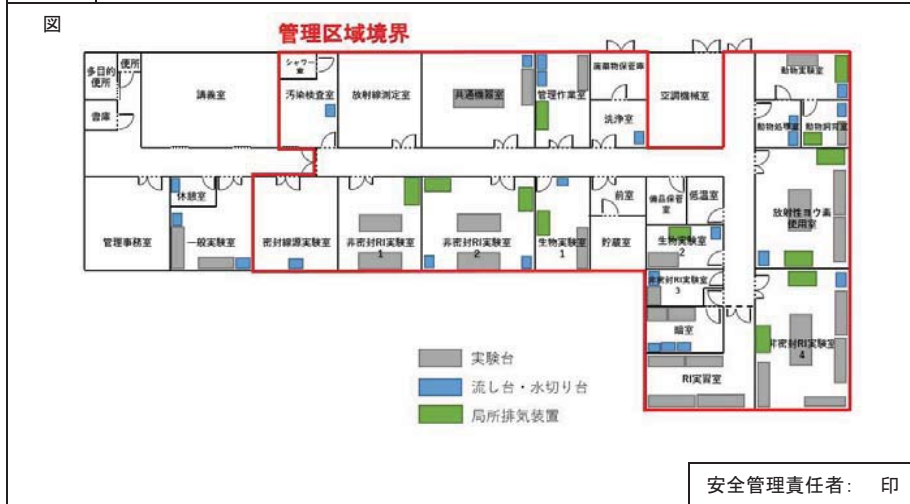 図
管理区域境界
多目的
便所
便所
シャワー
室
講義室
汚染検査室
放射線測定室
共通機器室
管理作業室
廃棄物保管庫
空調機械室
動物実験室
書庫
洗浄室
動物処理室
動物飼育室
休憩室
前室
備品保管
室
低温室
放射性ヨウ素
使用室
管理事務室
一般実験室
密封線源実験室
非密封RI実験室
1
非密封RI実験室
2
生物実験室
1
貯蔵室
生物実験室
2
非密封RI実験室
3
暗室
非密封RI実験室
4
RI実習室
実験台
流し台・水切り台
局所排気装置
安全管理責任者: 印